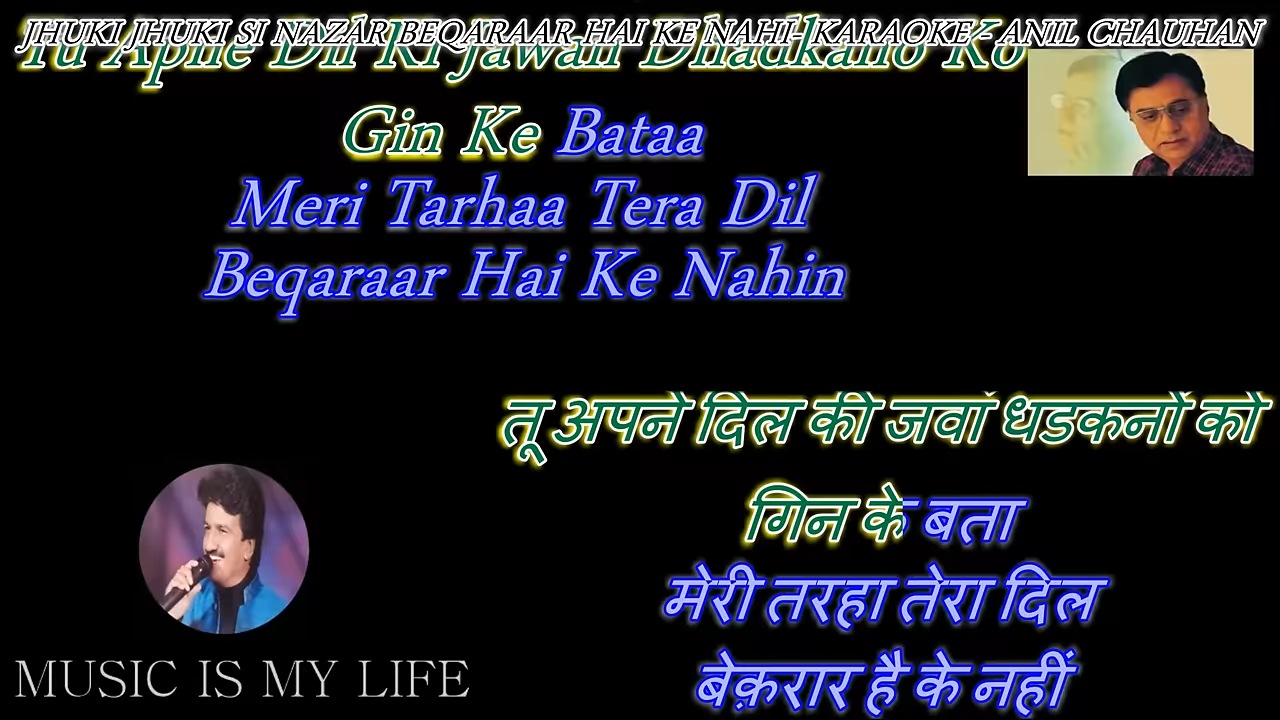 JHUKI JHUKI SI NAZAR BEQARAAR HAI KE NAHI- KARAOKE - ANIL CHAUHAN
Tu Apne Dil Ki Jawan Dhadkano Ko
Gin Ke Bataa
Meri Tarhaa Tera Dil
Beqaraar Hai Ke Nahin
तू अपने दिल की जवां धडकनों को
गिन के बता
मेरी तरहा तेरा दिल
बेक़रार है के नहीं
MUSIC IS MY LIFE